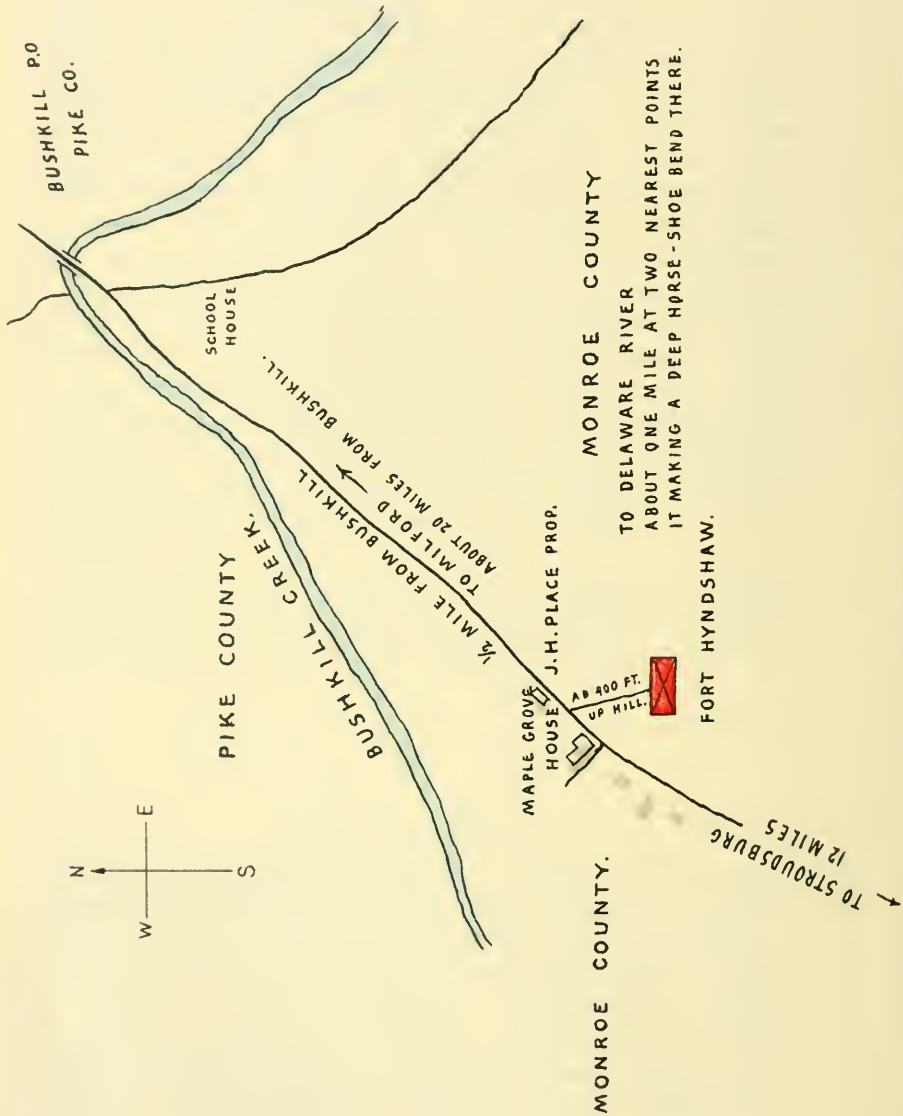 BUSHKILL P.O
PIKE CO.
SCHOOL
HOUSE
N
W
E
S
PIKE COUNTY
BUSHKILL CREEK.
½ MILE FROM BUSHKILL
TO MILFORD
ABOUT 20 MILES FROM BUSHKILL.
MONROE COUNTY
TO DELAWARE RIVER
ABOUT ONE MILE AT TWO NEAREST POINTS
IT MAKING A DEEP HORSE-SHOE BEND THERE.
MAPLE GROVE
HOUSE
J.H. PLACE PROP.
AB 400 FT.
UP HILL.
FORT HYNDSHAW.
MONROE COUNTY.
TO STROUDSBURG
12 MILES